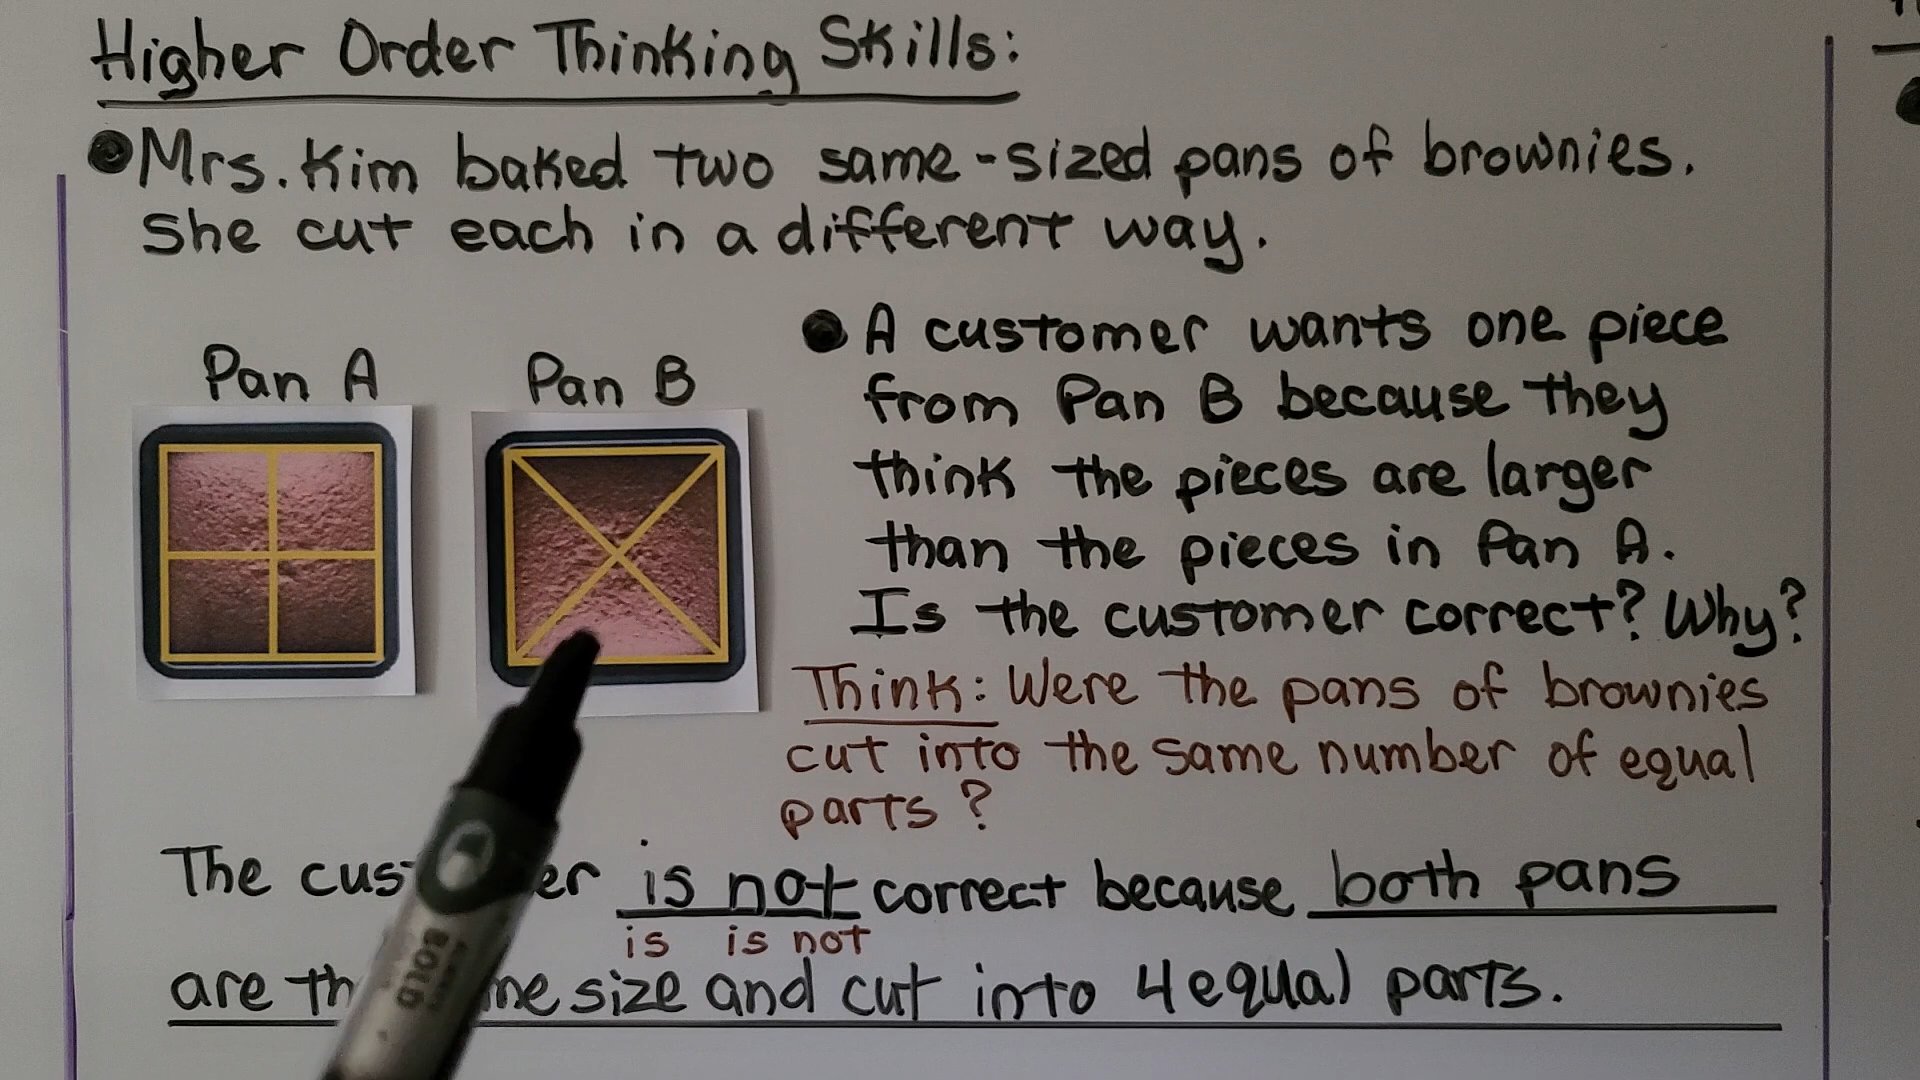 Higher Order Thinking Skills:
Mrs. Kim baked two same-sized pans of brownies.
She cut each in a different way.
Pan A
Pan B
A customer wants one piece
from Pan B because they
think the pieces are larger
than the pieces in Pan A.
Is the customer correct? Why?
Think: Were the pans of brownies
cut into the same number of equal
parts?
The cus er is not correct because both pans
is is not
are th me size and cut into 4 equal parts.
BOLD